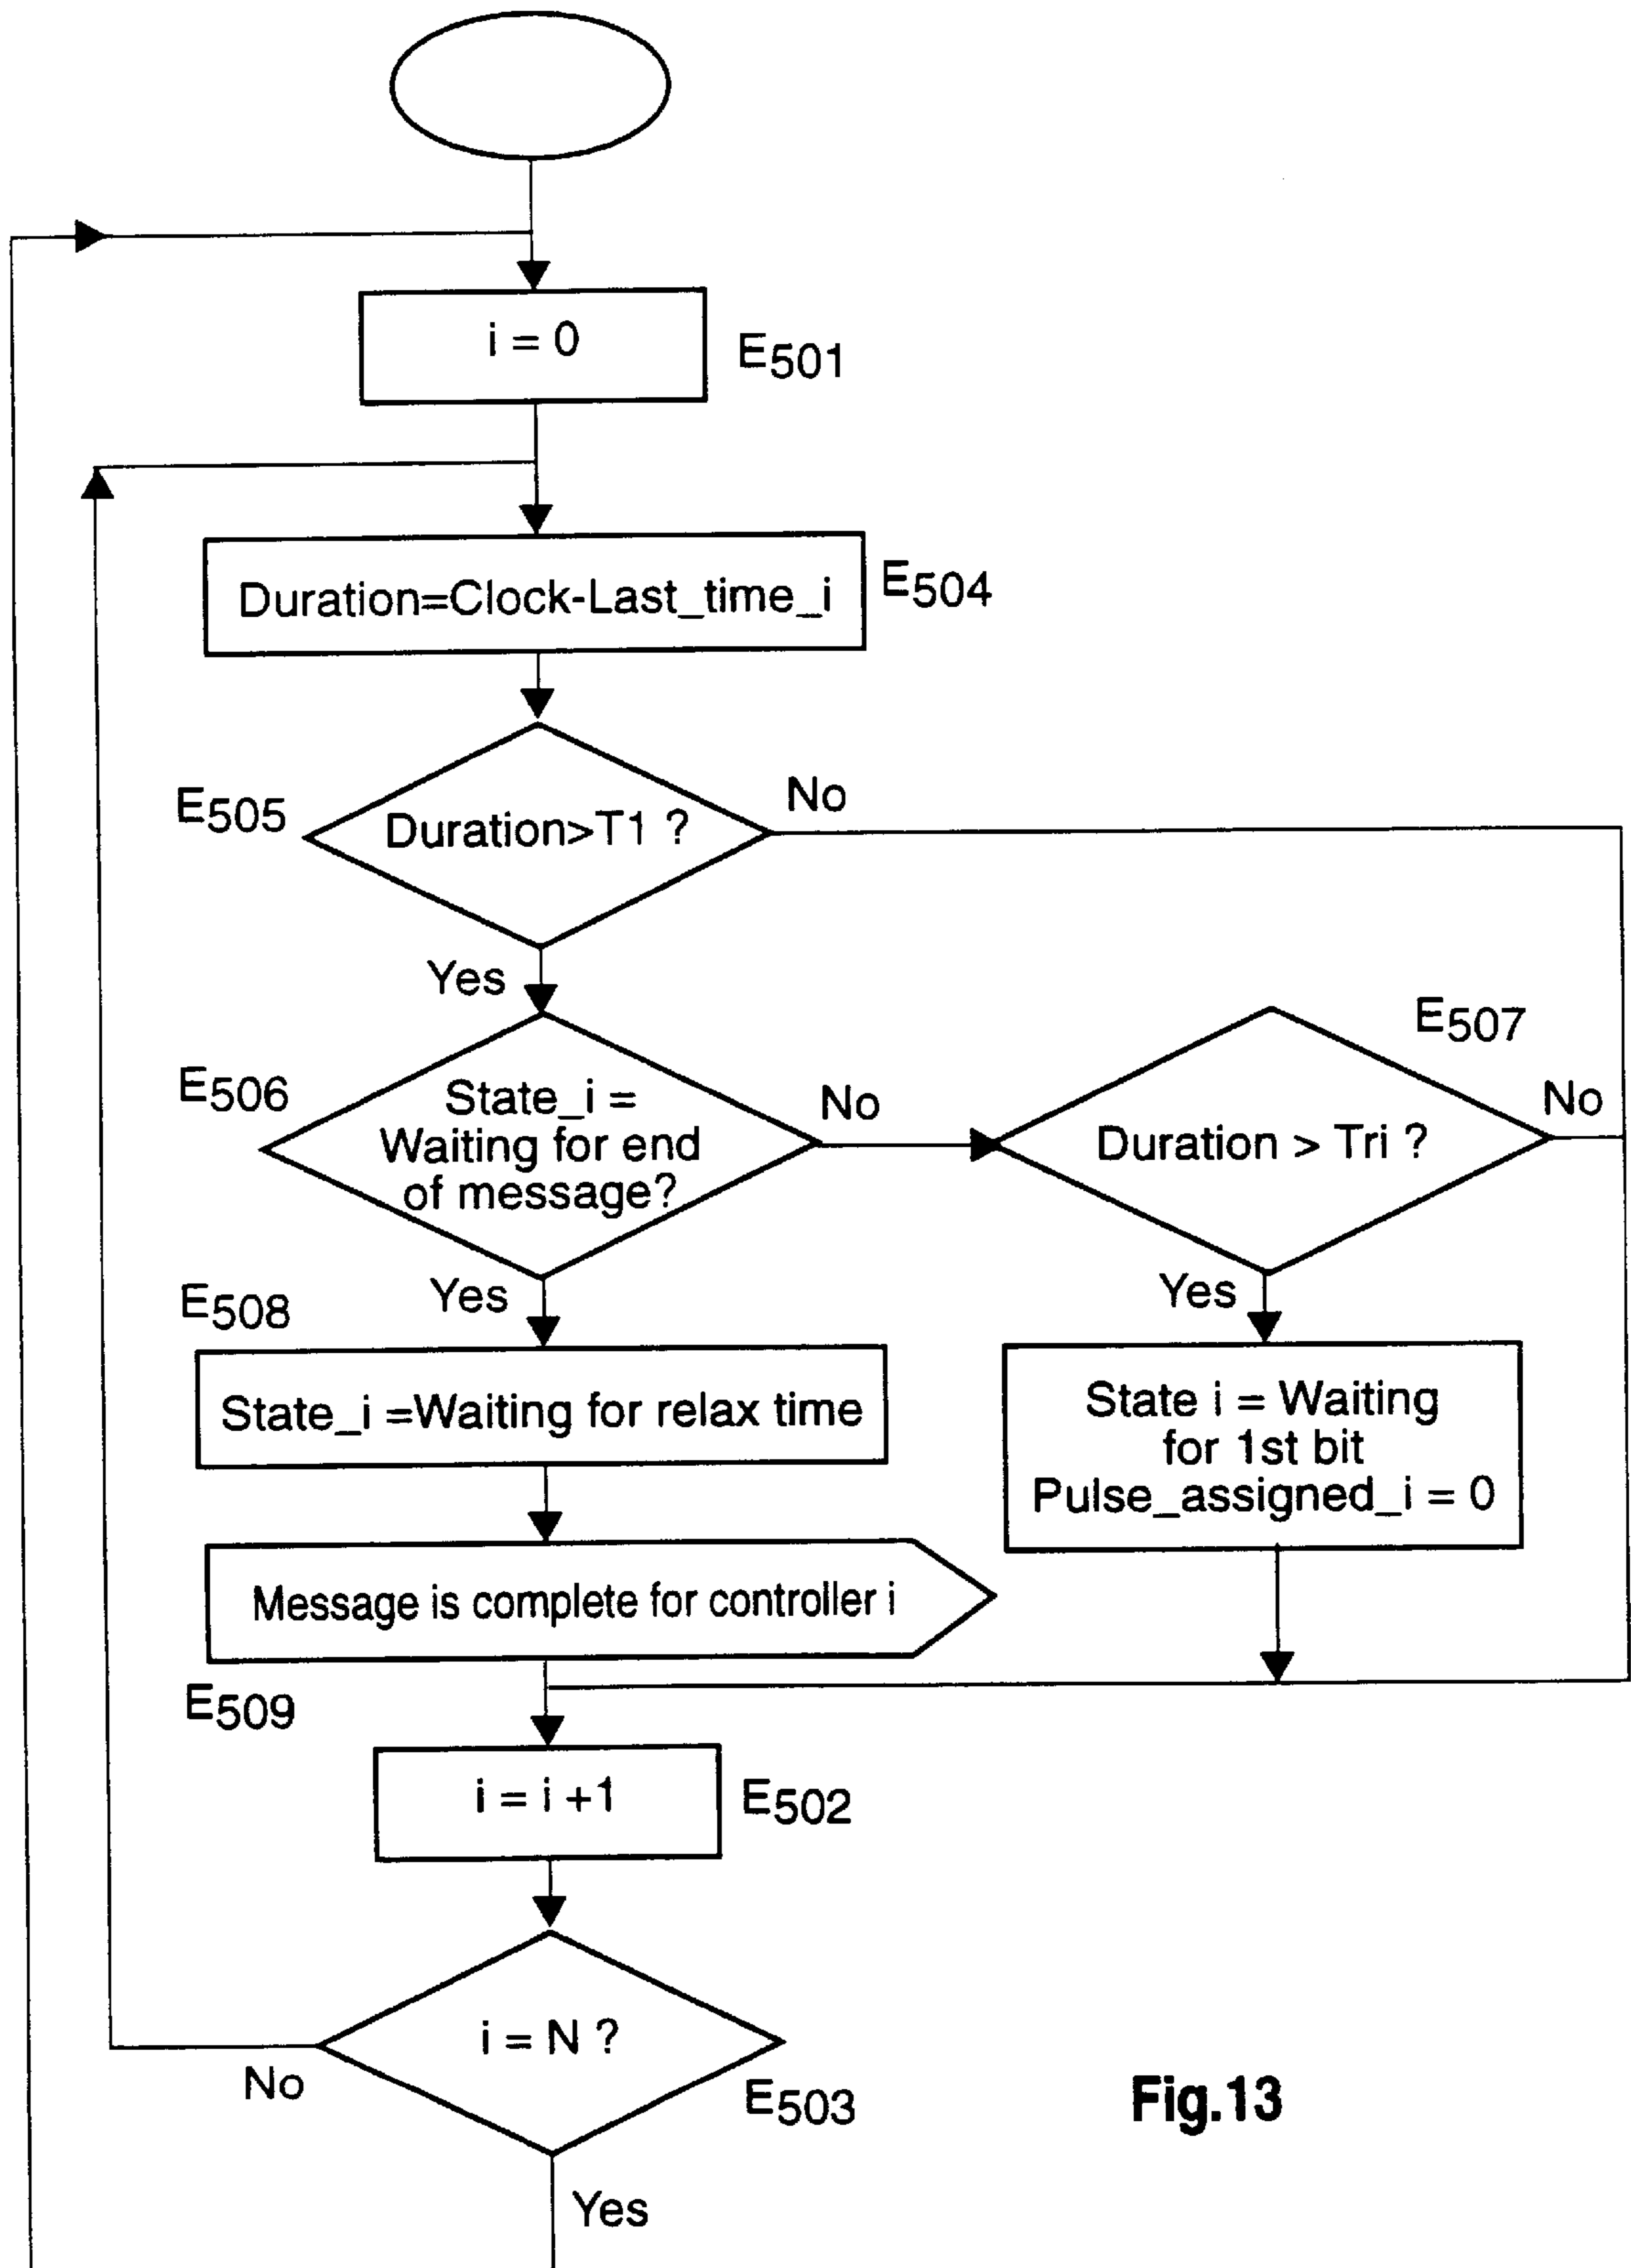 i = 0
E501
Duration=Clock-Last_time_i
E504
E505
Duration>T1 ?
No
Yes
E506
State_i =
Waiting for end
of message?
No
E507
Duration > Tri ?
No
Yes
Yes
E508
State_i =Waiting for relax time
State i = Waiting
for 1st bit
Pulse_assigned_i = 0
Message is complete for controller i
E509
i = i +1
E502
i = N ?
No
E503
Yes
Fig.13